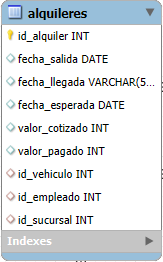 alquileres
id_alquiler INT
fecha_salida DATE
fecha_llegada VARCHAR(5...
fecha_esperada DATE
valor_cotizado INT
valor_pagado INT
id_vehiculo INT
id_empleado INT
id_sucursal INT
Indexes